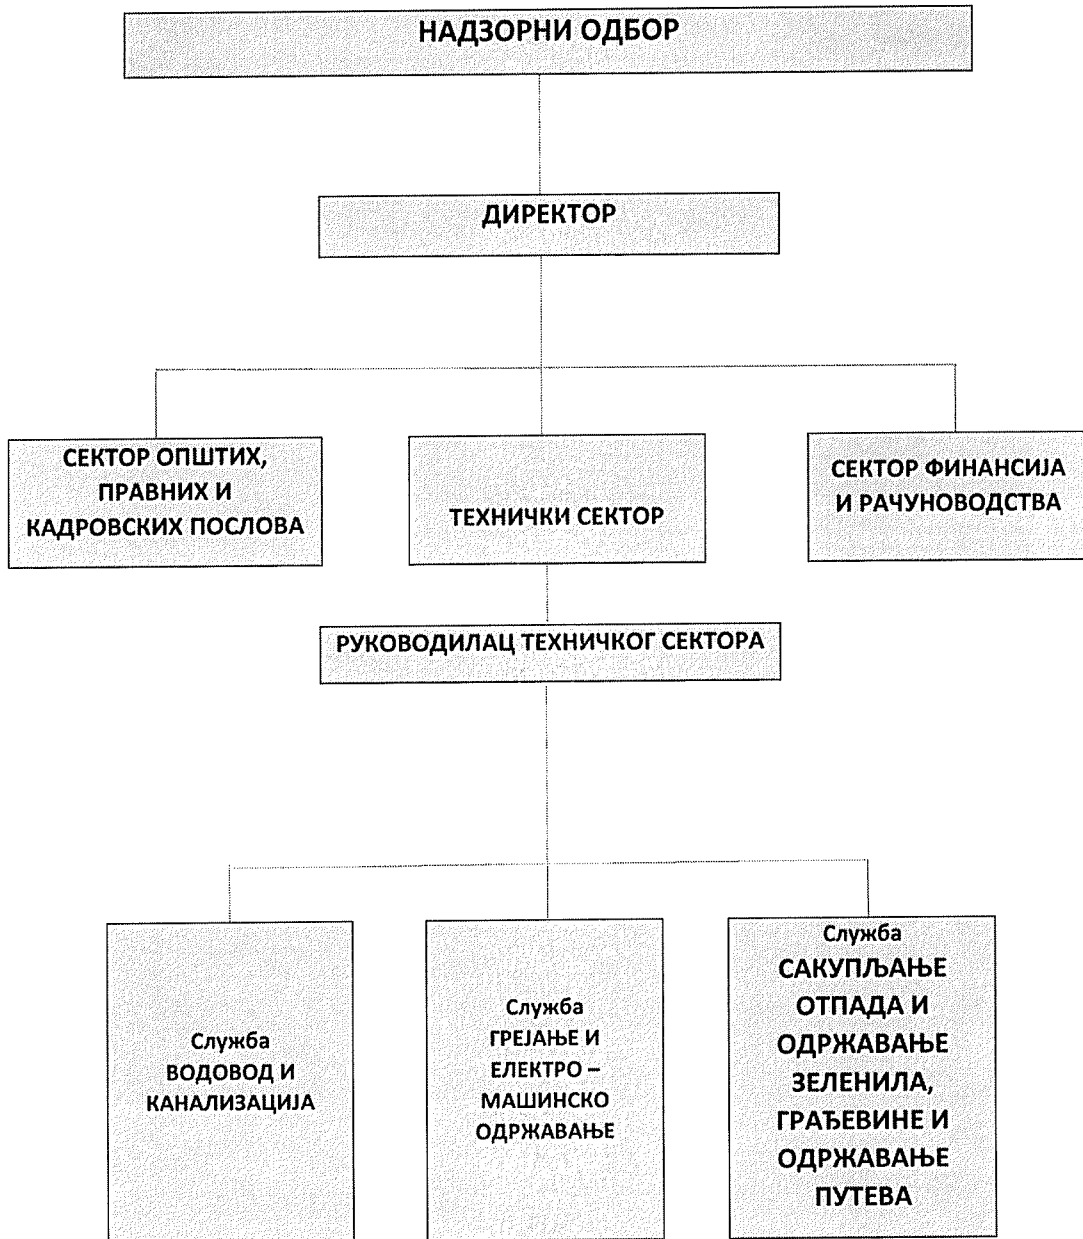 НАДЗОРНИ ОДБОР
ДИРЕКТОР
СЕКТОР ОПШТИХ,
ПРАВНИХ И
КАДРОВСКИХ ПОСЛОВА
ТЕХНИЧКИ СЕКТОР
СЕКТОР ФИНАНСИЈА
И РАЧУНОВОДСТВА
РУКОВОДИЛАЦ ТЕХНИЧКОГ СЕКТОРА
Служба
ВОДОВОД И
КАНАЛИЗАЦИЈА
Служба
ГРЕЈАЊЕ И
ЕЛЕКТРО –
МАШИНСКО
ОДРЖАВАЊЕ
Служба
САКУПЉАЊЕ
ОТПАДА И
ОДРЖАВАЊЕ
ЗЕЛЕНИЛА,
ГРАЂЕВИНЕ И
ОДРЖАВАЊЕ
ПУТЕВА